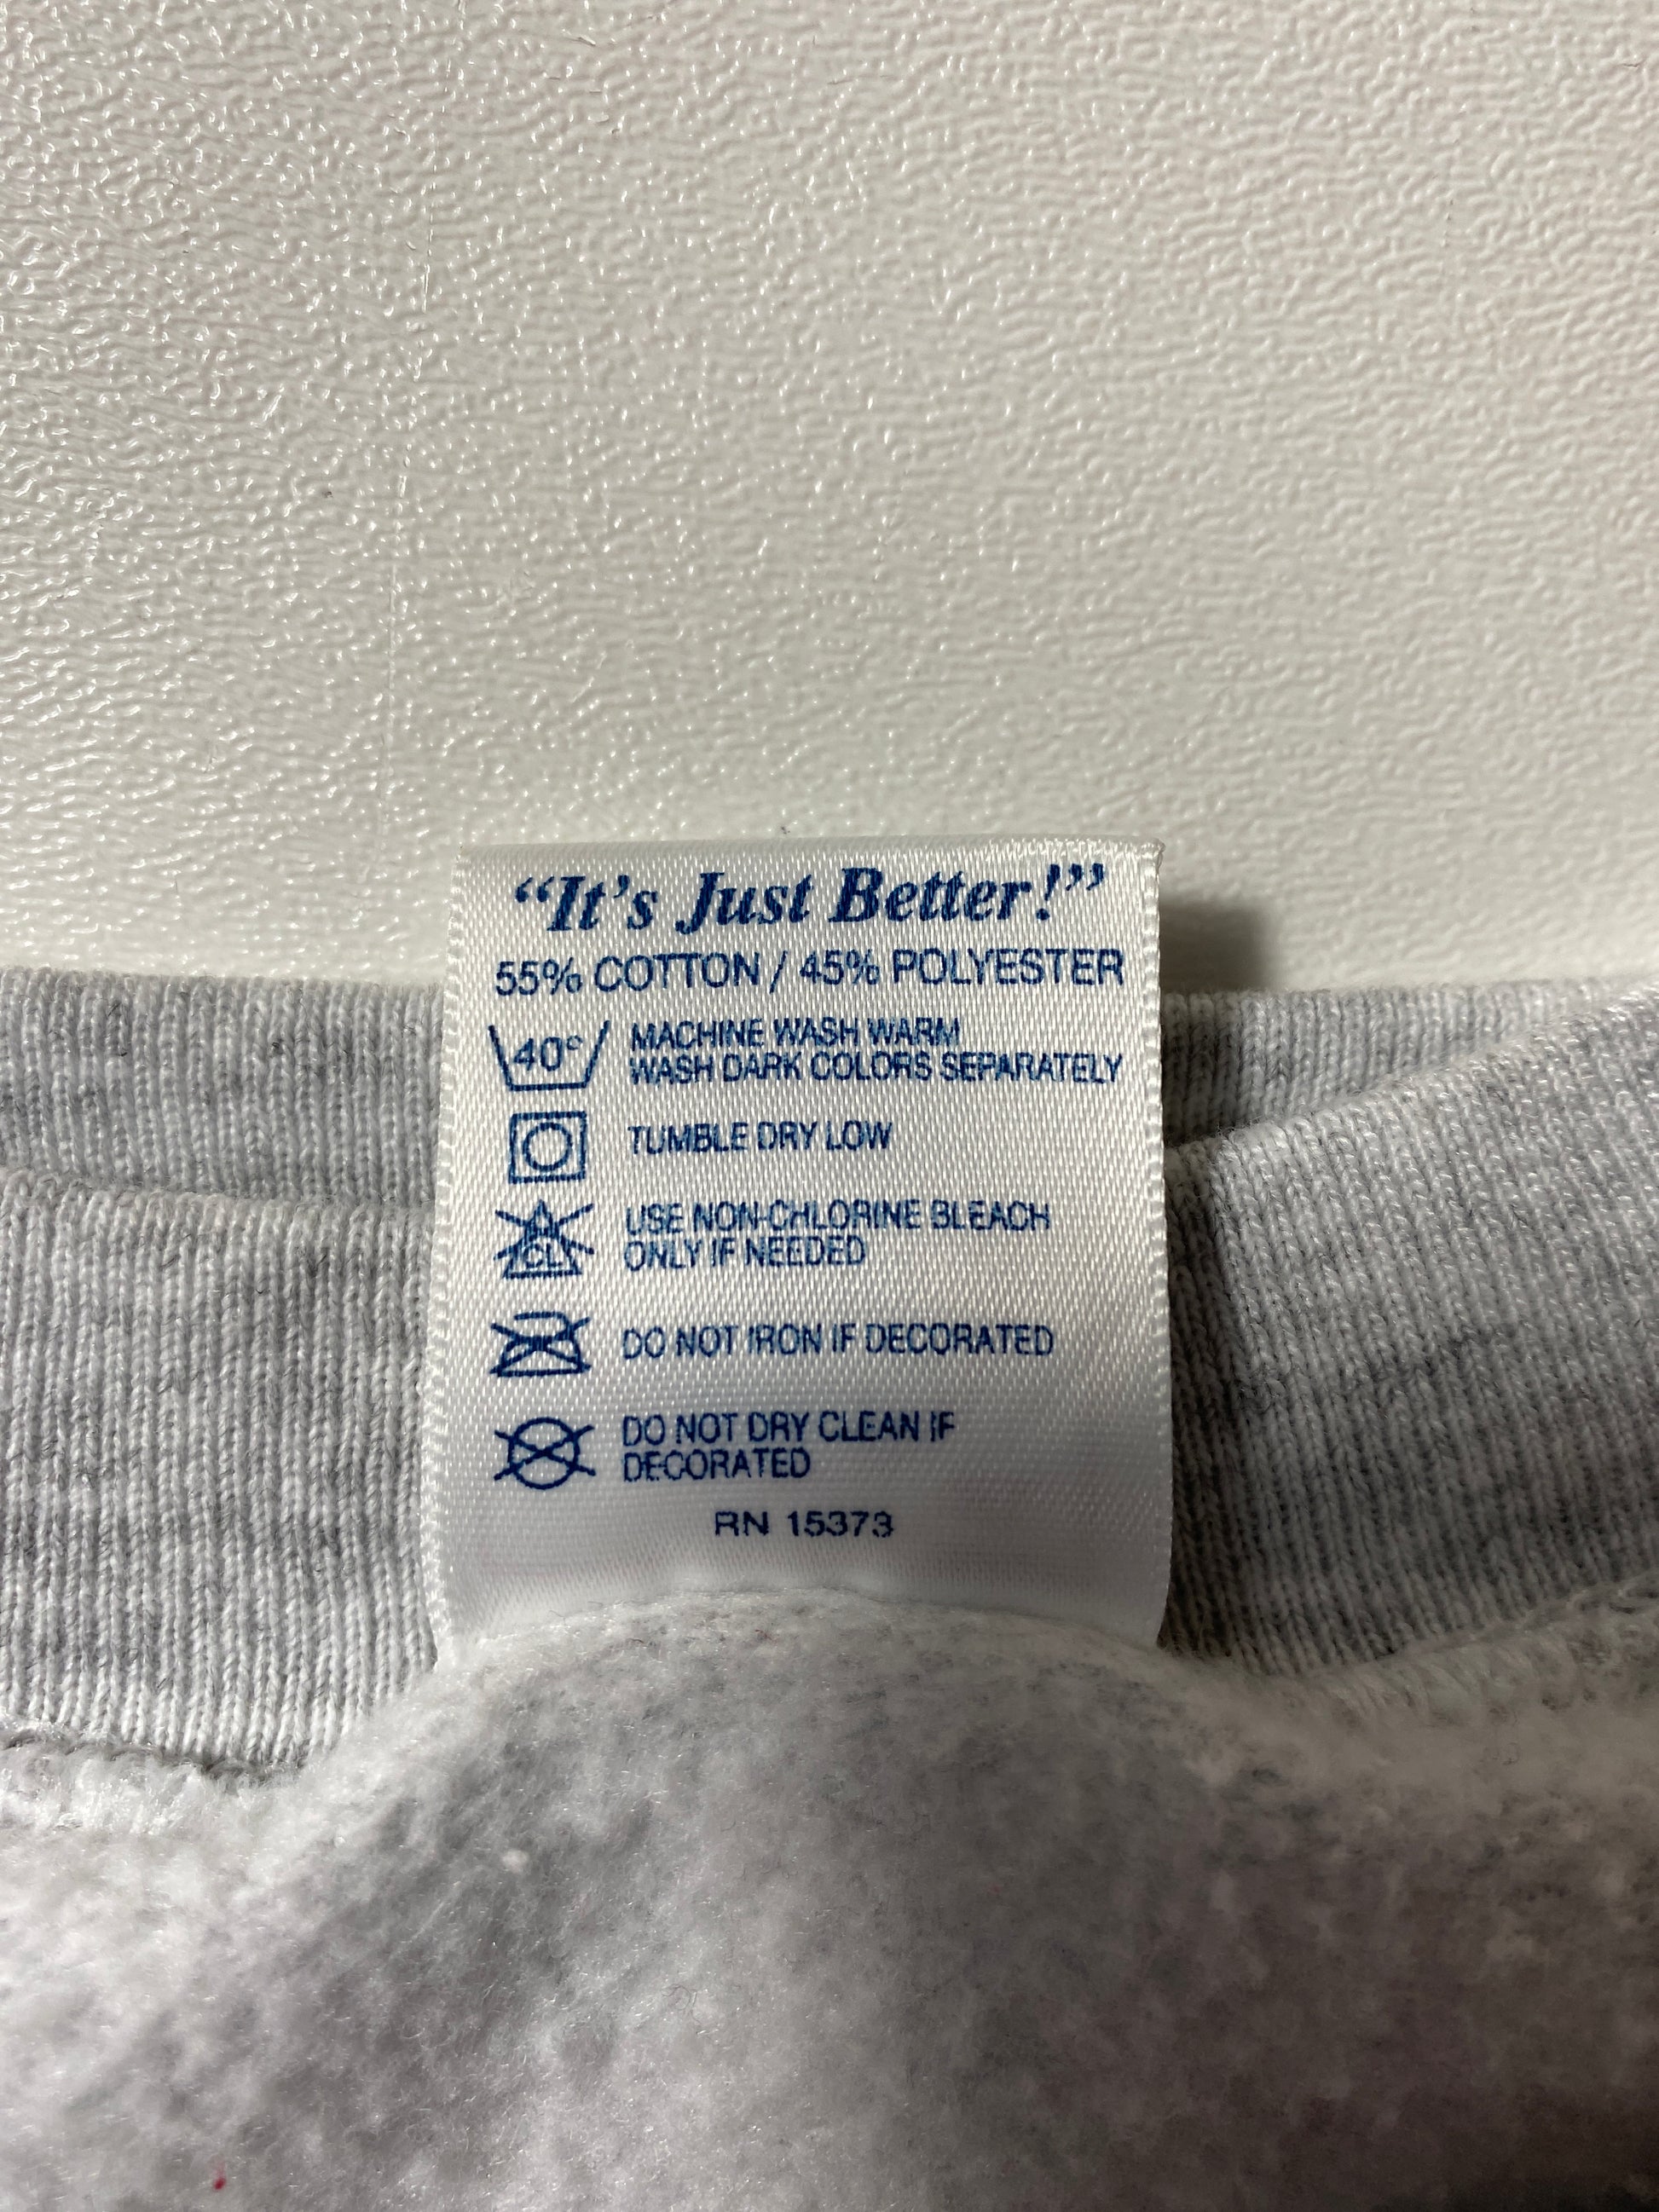 “It’s Just Better!”
55% COTTON / 45% POLYESTER
40° MACHINE WASH WARM
WASH DARK COLORS SEPARATELY
TUMBLE DRY LOW
CL USE NON-CHLORINE BLEACH
ONLY IF NEEDED
DO NOT IRON IF DECORATED
DO NOT DRY CLEAN IF
DECORATED
RN 15373